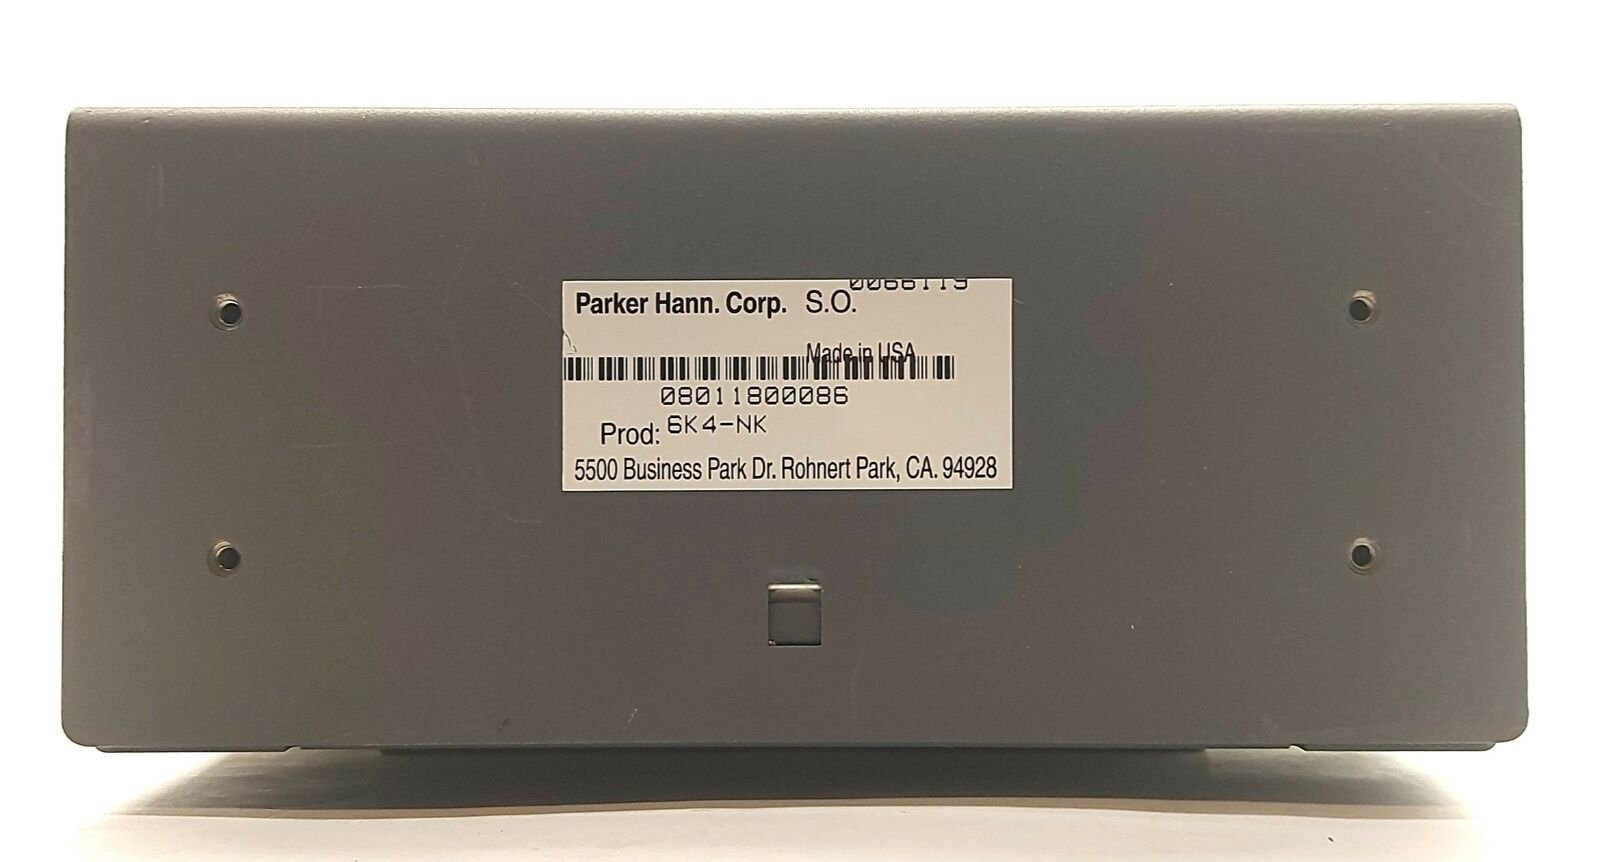 Parker Hann. Corp. S.O. 0066119
Made in USA
08011800086
Prod: 6K4-NK
5500 Business Park Dr. Rohnert Park, CA. 94928